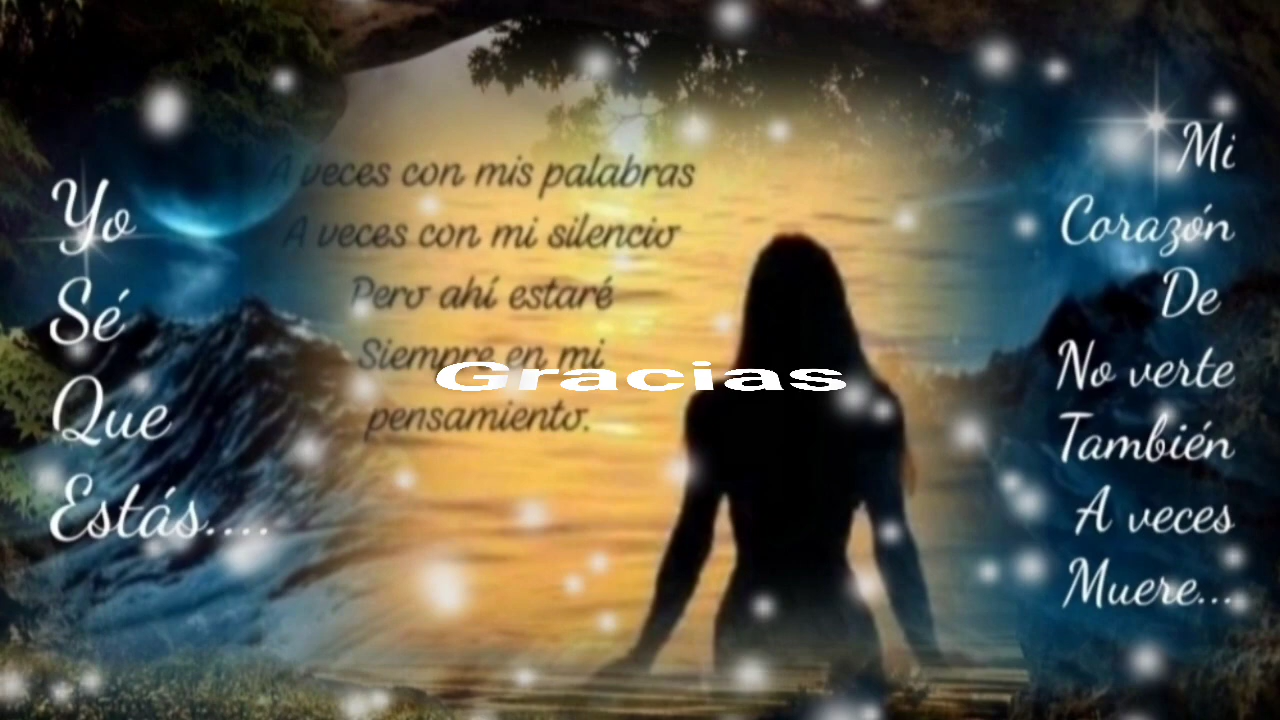 Yo
Sé
Que
Estás....
A veces con mis palabras
A veces con mi silencio
Pero ahí estaré
Siempre en mi
pensamiento.
Gracias
Mi
Corazón
De
No verte
También
A veces
Muere...